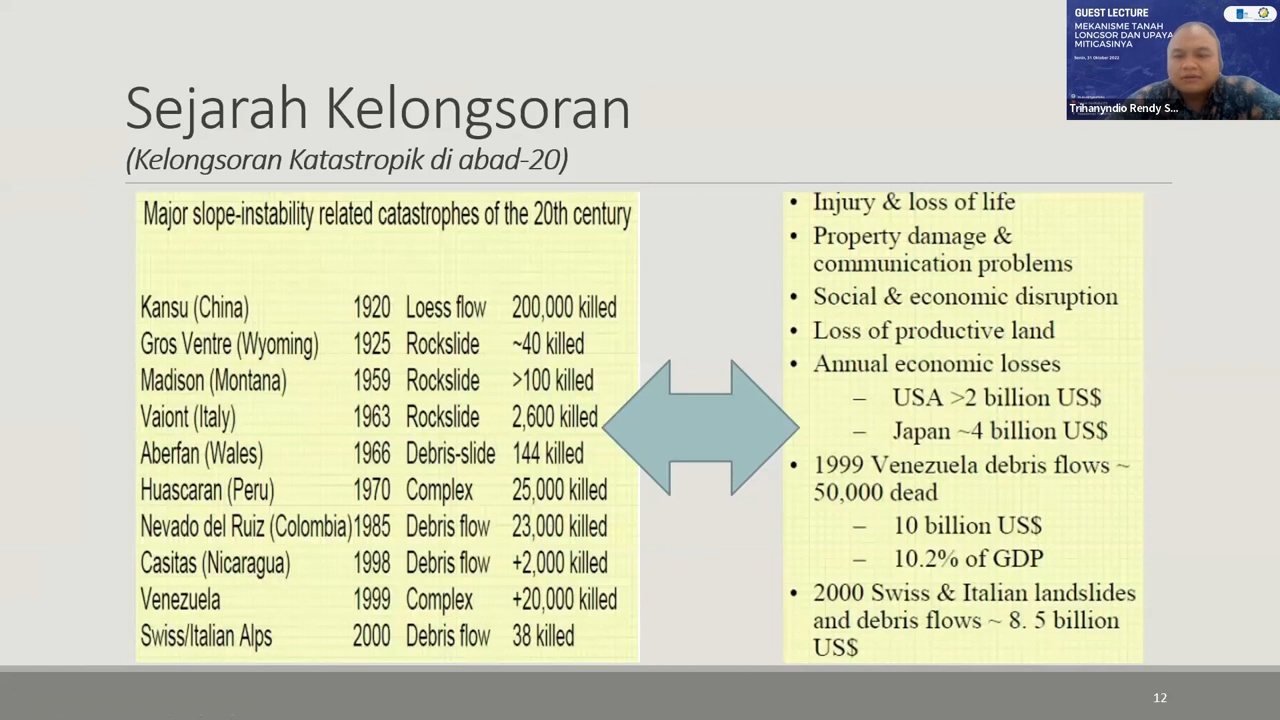 GUEST LECTURE
MEKANISME TANAH
LONGSOR DAN UPAYA
MITIGASINYA
Senin, 31 Oktober 2022
Trihanyndio Rendy S...
Sejarah Kelongsoran
(Kelongsoran Katastropik di abad-20)
Major slope-instability related catastrophes of the 20th century
Kansu (China) 1920 Loess flow 200,000 killed
Gros Ventre (Wyoming) 1925 Rockslide ~40 killed
Madison (Montana) 1959 Rockslide >100 killed
Vaiont (Italy) 1963 Rockslide 2,600 killed
Aberfan (Wales) 1966 Debris-slide 144 killed
Huascaran (Peru) 1970 Complex 25,000 killed
Nevado del Ruiz (Colombia) 1985 Debris flow 23,000 killed
Casitas (Nicaragua) 1998 Debris flow +2,000 killed
Venezuela 1999 Complex +20,000 killed
Swiss/Italian Alps 2000 Debris flow 38 killed
• Injury & loss of life
• Property damage &
communication problems
• Social & economic disruption
• Loss of productive land
• Annual economic losses
– USA >2 billion US$
– Japan ~4 billion US$
• 1999 Venezuela debris flows ~
50,000 dead
– 10 billion US$
– 10.2% of GDP
• 2000 Swiss & Italian landslides
and debris flows ~ 8. 5 billion
US$
12